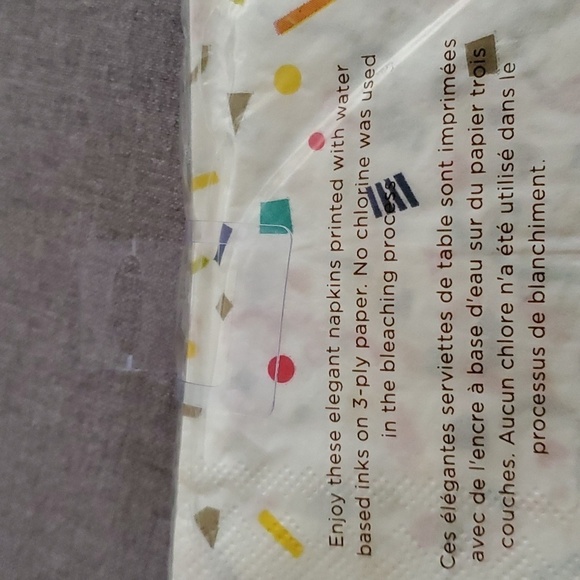 Enjoy these elegant napkins printed with water
based inks on 3-ply paper. No chlorine was used
in the bleaching process
Ces élégantes serviettes de table sont imprimées
avec de l'encre à base d'eau sur du papier trois
couches. Aucun chlore n'a été utilisé dans le
processus de blanchiment.